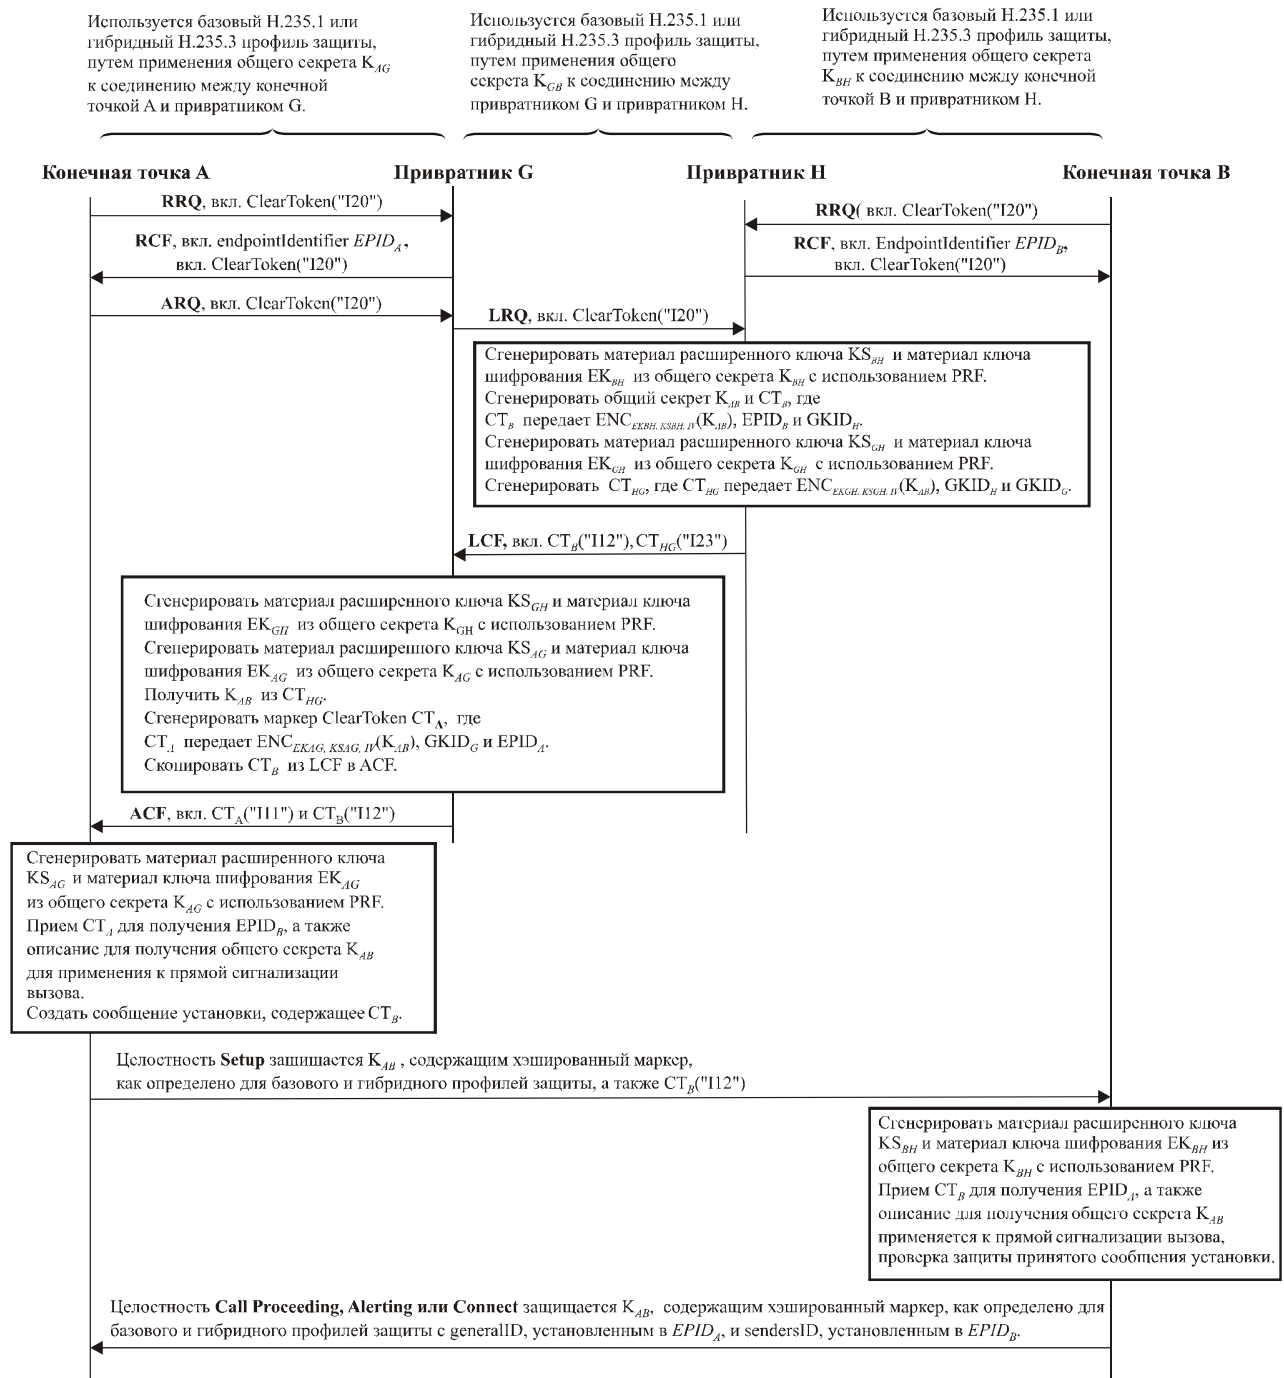 Используется базовый H.235.1 или
гибридный H.235.3 профиль защиты,
путем применения общего секрета K_AG
к соединению между конечной
точкой A и привратником G.
Используется базовый H.235.1 или
гибридный H.235.3 профиль защиты,
путем применения общего
секрета K_GB к соединению между
привратником G и привратником H.
Используется базовый H.235.1 или
гибридный H.235.3 профиль защиты,
путем применения общего секрета
K_BH к соединению между конечной
точкой B и привратником H.
Конечная точка A
Привратник G
Привратник H
Конечная точка B
RRQ, вкл. ClearToken("I20")
RRQ( вкл. ClearToken("I20")
RCF, вкл. endpointIdentifier EPID_A,
вкл. ClearToken("I20")
RCF, вкл. EndpointIdentifier EPID_B,
вкл. ClearToken("I20")
ARQ, вкл. ClearToken("I20")
LRQ, вкл. ClearToken("I20")
Сгенерировать материал расширенного ключа KS_BH и материал ключа
шифрования EK_BH из общего секрета K_BH с использованием PRF.
Сгенерировать общий секрет K_AB и CT_B, где
CT_B передает ENC_EKBH, KSBH, IV(K_AB), EPID_B и GKID_H.
Сгенерировать материал расширенного ключа KS_GH и материал ключа
шифрования EK_GH из общего секрета K_GH с использованием PRF.
Сгенерировать CT_HG, где CT_HG передает ENC_EKGH, KSGH, IV(K_AB), GKID_H и GKID_G.
LCF, вкл. CT_B("I12"), CT_HG("I23")
Сгенерировать материал расширенного ключа KS_GH и материал ключа
шифрования EK_GH из общего секрета K_GH с использованием PRF.
Сгенерировать материал расширенного ключа KS_AG и материал ключа
шифрования EK_AG из общего секрета K_AG с использованием PRF.
Получить K_AB из CT_HG.
Сгенерировать маркер ClearToken CT_A, где
CT_A передает ENC_EKAG, KSAG, IV(K_AB), GKID_G и EPID_A.
Скопировать CT_B из LCF в ACF.
ACF, вкл. CT_A("I11") и CT_B("I12")
Сгенерировать материал расширенного ключа
KS_AG и материал ключа шифрования EK_AG
из общего секрета K_AG с использованием PRF.
Прием CT_A для получения EPID_B, а также
описание для получения общего секрета K_AB
для применения к прямой сигнализации
вызова.
Создать сообщение установки, содержащее CT_B.
Целостность Setup защищается K_AB , содержащим хэшированный маркер,
как определено для базового и гибридного профилей защиты, а также CT_B("I12")
Сгенерировать материал расширенного ключа
KS_BH и материал ключа шифрования EK_BH из
общего секрета K_BH с использованием PRF.
Прием CT_B для получения EPID_A, а также
описание для получения общего секрета K_AB
применяется к прямой сигнализации вызова,
проверка защиты принятого сообщения установки.
Целостность Call Proceeding, Alerting или Connect защищается K_AB, содержащим хэшированный маркер, как определено для
базового и гибридного профилей защиты с generalID, установленным в EPID_A, и sendersID, установленным в EPID_B.